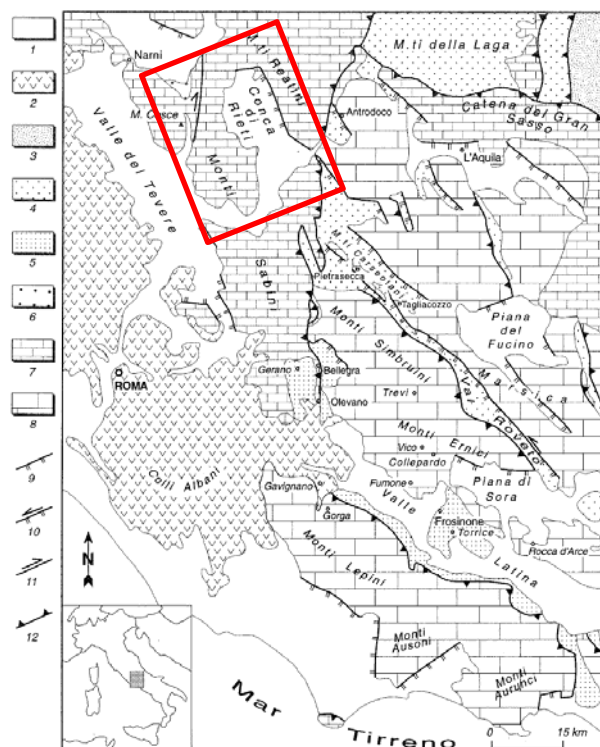 1
2
3
4
5
6
7
8
9
10
11
12
Narni
M. Cosce
M.ti Reatini
Conca di Rieti
Monti
Sabini
Valle del Tevere
M.ti della Laga
Antrodoco
Catena del Gran Sasso
L'Aquila
Pietrasecca
M.ti Carseolani
Tagliacozzo
Piana del Fucino
Monti Simbruini
Marsica
Val Roveto
ROMA
Gerano
Bellegra
Olevano
Trevi
Colli Albani
Monti Ernici
Vico
Collepardo
Piana di Sora
Gavignano
Fumone
Valle
Latina
Gorga
Frosinone
Torrice
Rocca d'Arce
Monti Lepini
N
Monti Ausoni
Monti Aurunci
Mar
Tirreno
0 15 km